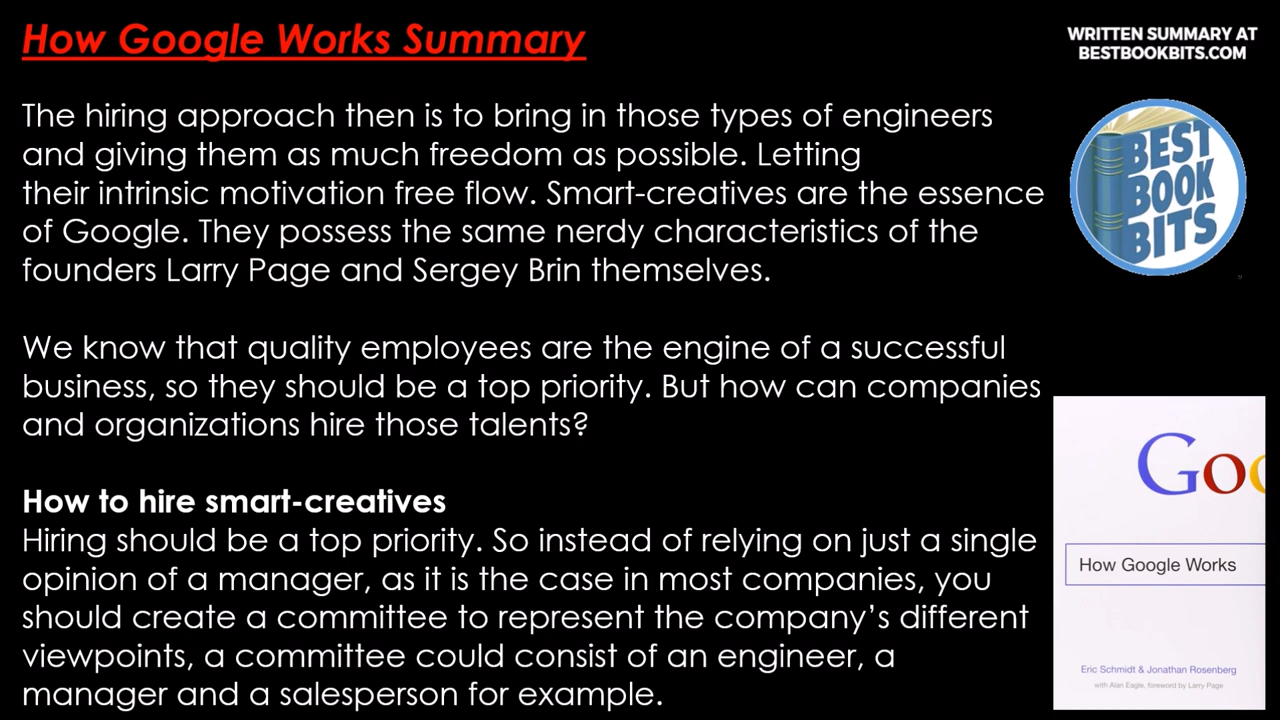 How Google Works Summary
WRITTEN SUMMARY AT
BESTBOOKBITS.COM
The hiring approach then is to bring in those types of engineers
and giving them as much freedom as possible. Letting
their intrinsic motivation free flow. Smart-creatives are the essence
of Google. They possess the same nerdy characteristics of the
founders Larry Page and Sergey Brin themselves.
We know that quality employees are the engine of a successful
business, so they should be a top priority. But how can companies
and organizations hire those talents?
How to hire smart-creatives
Hiring should be a top priority. So instead of relying on just a single
opinion of a manager, as it is the case in most companies, you
should create a committee to represent the company’s different
viewpoints, a committee could consist of an engineer, a
manager and a salesperson for example.
BEST
BOOK
BITS
Goo
How Google Works
Eric Schmidt & Jonathan Rosenberg
with Alan Eagle, foreword by Larry Page